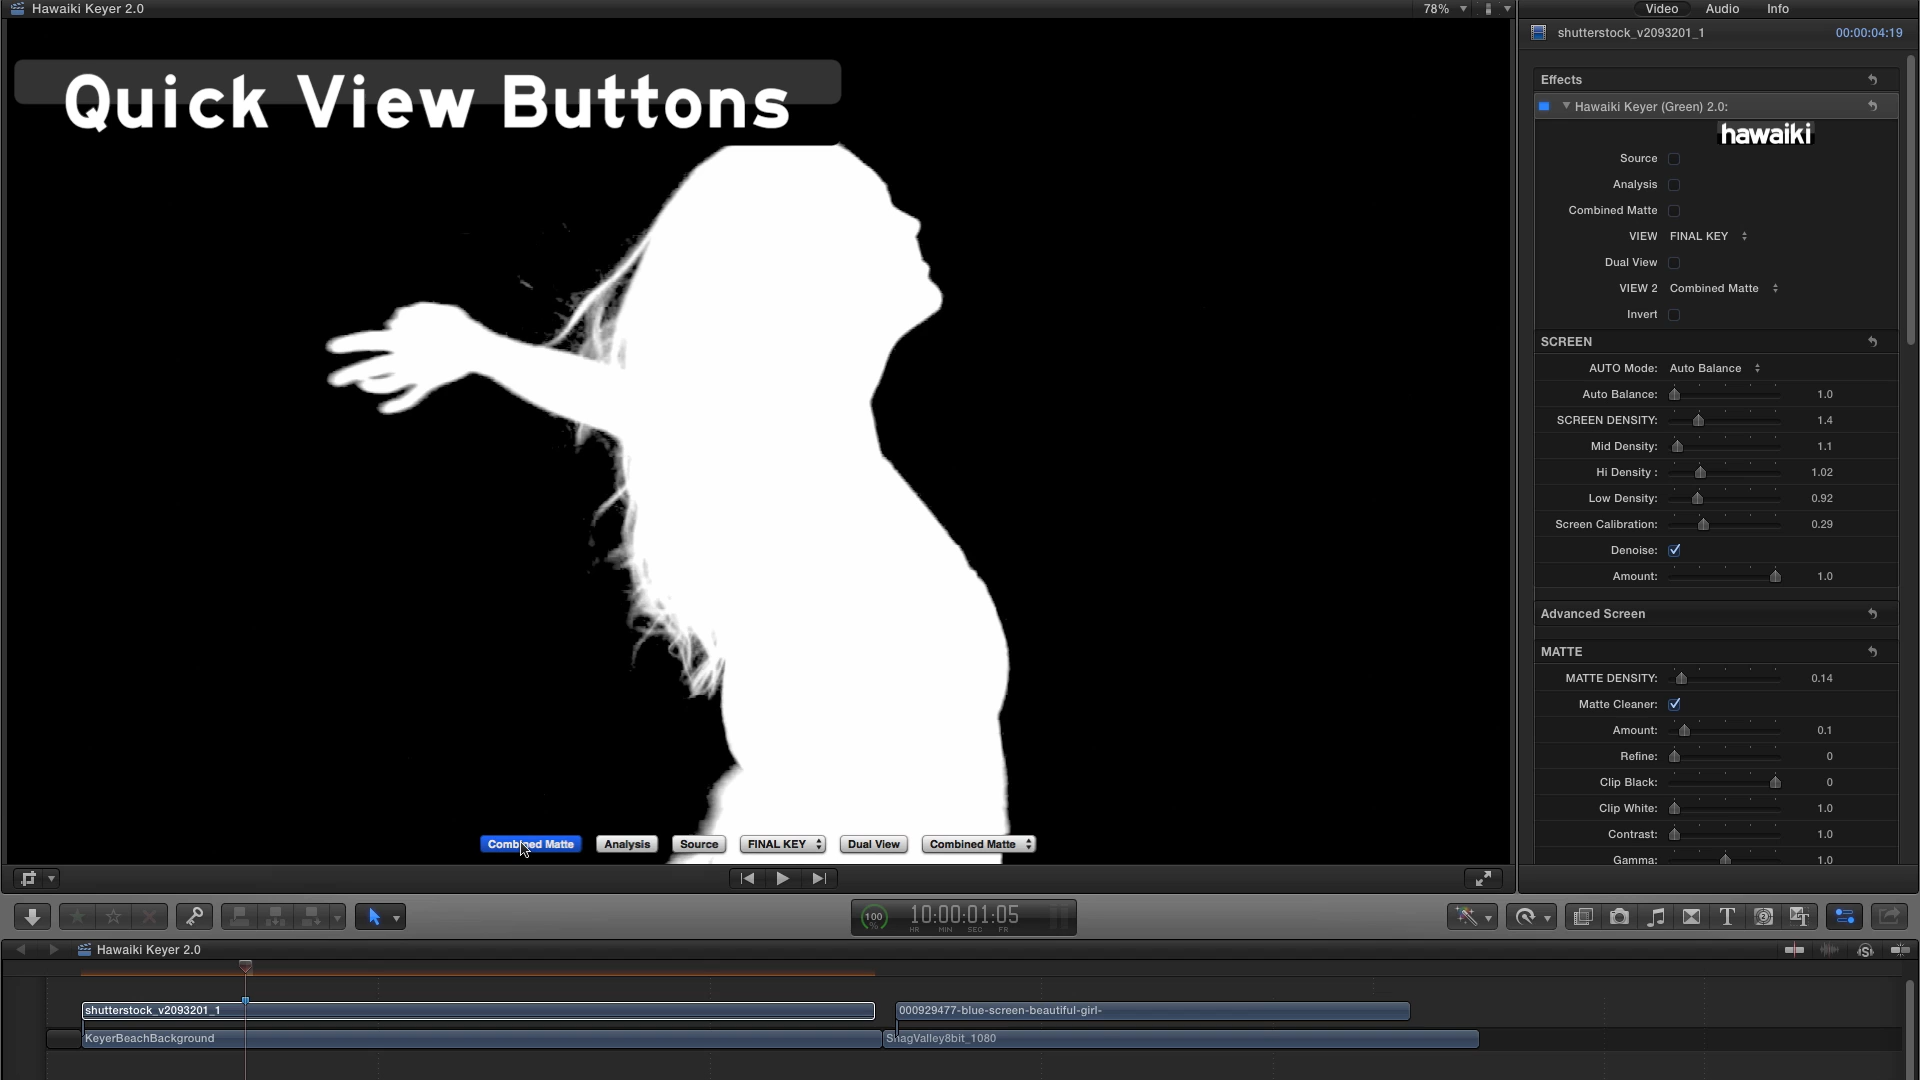 Hawaiki Keyer 2.0
78%
Video Audio Info
shutterstock_v2093201_1 00:00:04:19
Quick View Buttons
Effects
Hawaiki Keyer (Green) 2.0:
hawaiki
Source
Analysis
Combined Matte
VIEW FINAL KEY
Dual View
VIEW 2 Combined Matte
Invert
SCREEN
AUTO Mode: Auto Balance
Auto Balance: 1.0
SCREEN DENSITY: 1.4
Mid Density: 1.1
Hi Density : 1.02
Low Density: 0.92
Screen Calibration: 0.29
Denoise:
Amount: 1.0
Advanced Screen
MATTE
MATTE DENSITY: 0.14
Matte Cleaner:
Amount: 0.1
Refine: 0
Clip Black: 0
Clip White: 1.0
Contrast: 1.0
Gamma: 1.0
Combined Matte Analysis Source FINAL KEY Dual View Combined Matte
100 % 10:00:01:05
HR MIN SEC FR
Hawaiki Keyer 2.0
shutterstock_v2093201_1 000929477-blue-screen-beautiful-girl-
KeyerBeachBackground SnagValley8bit_1080